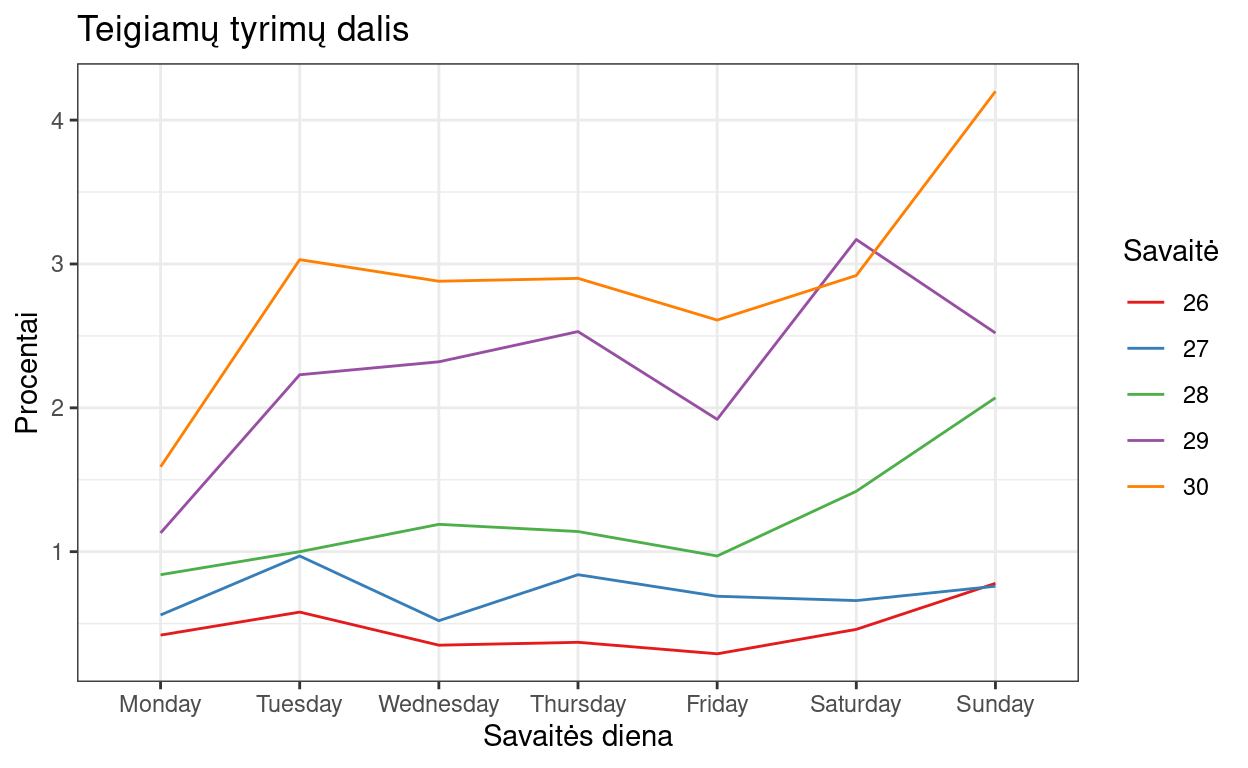 Teigiamų tyrimų dalis
Procentai
4
3
2
1
Monday Tuesday Wednesday Thursday Friday Saturday Sunday
Savaitės diena
Savaitė
26
27
28
29
30